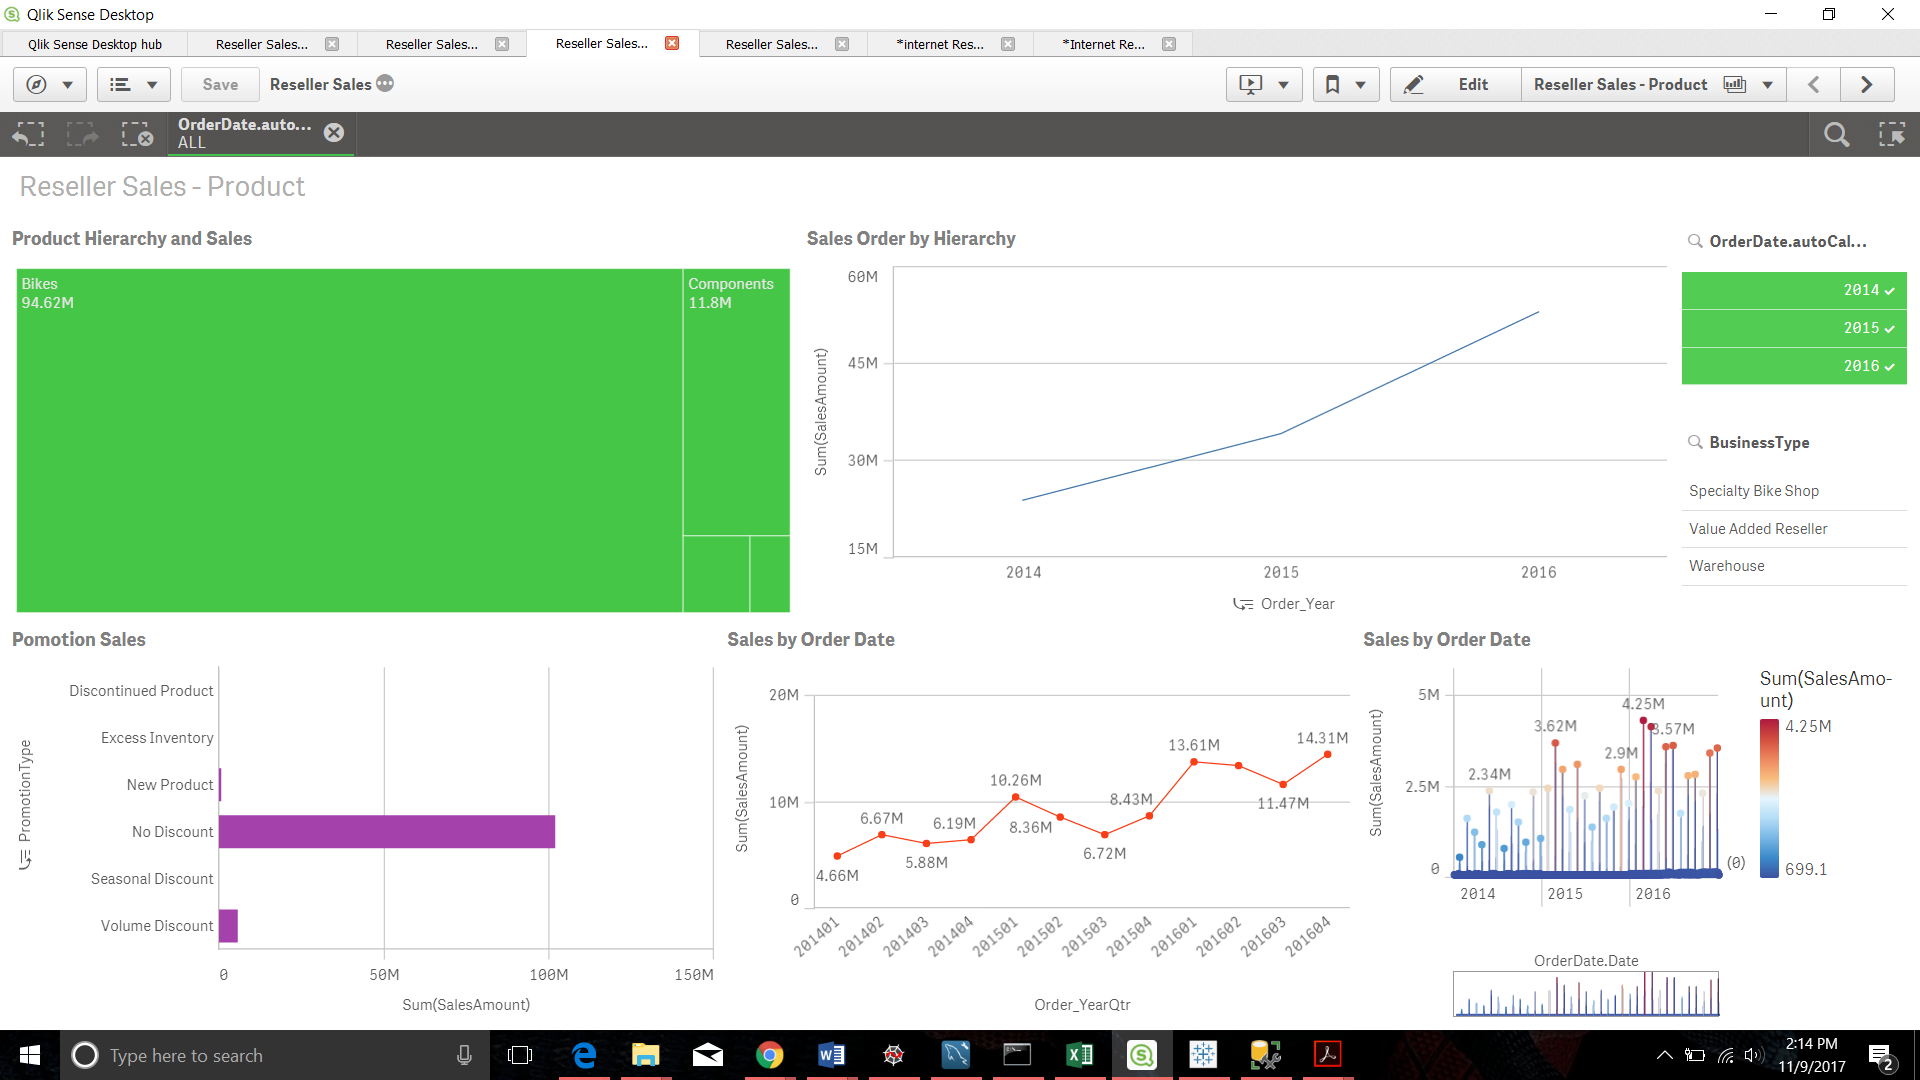 Qlik Sense Desktop
Qlik Sense Desktop hub
Reseller Sales...
Reseller Sales...
Reseller Sales...
Reseller Sales...
*internet Res...
*Internet Re...
Save
Reseller Sales
Edit
Reseller Sales - Product
OrderDate.auto...
ALL
Reseller Sales - Product
Product Hierarchy and Sales
Bikes
94.62M
Components
11.8M
Sales Order by Hierarchy
Sum(SalesAmount)
60M
45M
30M
15M
2014
2015
2016
Order_Year
OrderDate.autoCal...
2014
2015
2016
BusinessType
Specialty Bike Shop
Value Added Reseller
Warehouse
Pomotion Sales
PromotionType
Discontinued Product
Excess Inventory
New Product
No Discount
Seasonal Discount
Volume Discount
0
50M
100M
150M
Sum(SalesAmount)
Sales by Order Date
Sum(SalesAmount)
20M
10M
0
4.66M
6.67M
5.88M
6.19M
10.26M
8.36M
6.72M
8.43M
13.61M
11.47M
14.31M
201401
201402
201403
201404
201501
201502
201503
201504
201601
201602
201603
201604
Order_YearQtr
Sales by Order Date
Sum(SalesAmount)
5M
2.5M
0
2.34M
3.62M
2.9M
4.25M
3.57M
(0)
2014
2015
2016
OrderDate.Date
Sum(SalesAmo-
unt)
4.25M
699.1
Type here to search
2:14 PM
11/9/2017
2